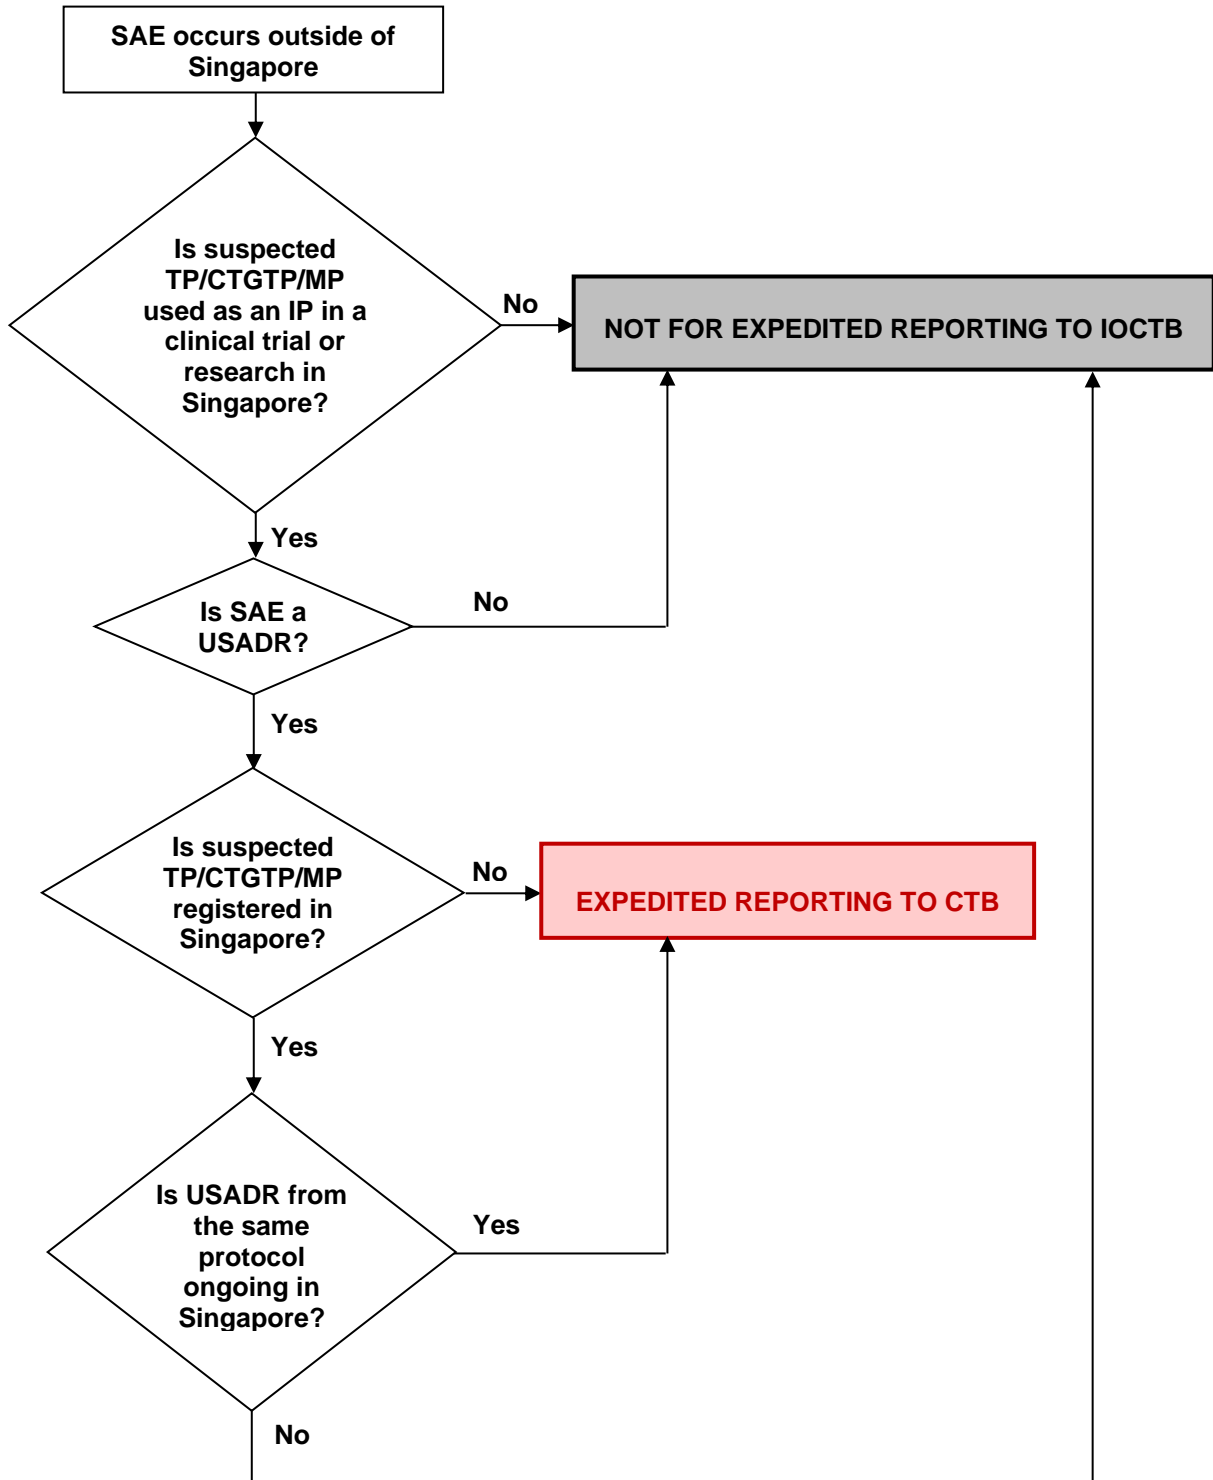 SAE occurs outside of
Singapore
Is suspected
TP/CTGTP/MP
used as an IP in a
clinical trial or
research in
Singapore?
No
NOT FOR EXPEDITED REPORTING TO IOCTB
Yes
Is SAE a
USADR?
No
Yes
Is suspected
TP/CTGTP/MP
registered in
Singapore?
No
EXPEDITED REPORTING TO CTB
Yes
Is USADR from
the same
protocol
ongoing in
Singapore?
Yes
No